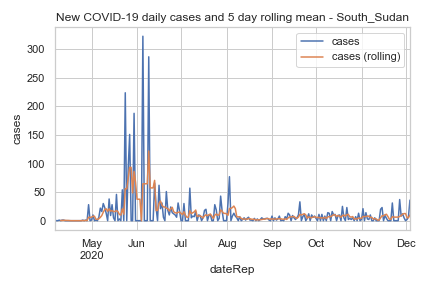 New COVID-19 daily cases and 5 day rolling mean - South_Sudan
cases
cases (rolling)
300
250
200
150
100
50
0
cases
May Jun Jul Aug Sep Oct Nov Dec
2020
dateRep